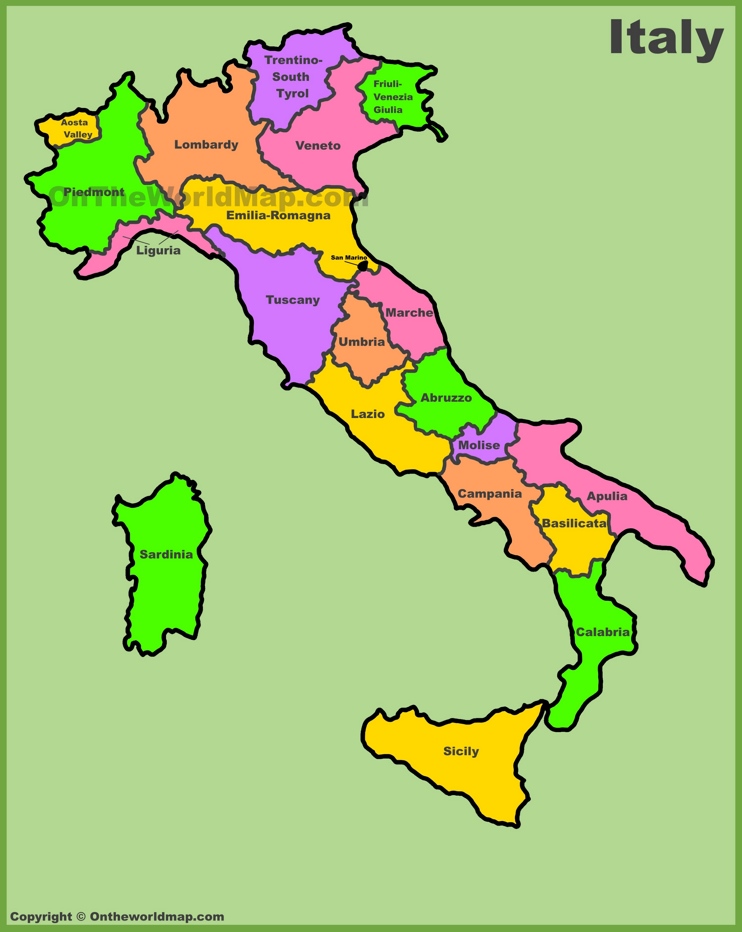 Italy
Trentino-
South
Tyrol
Friuli-
Venezia
Giulia
Aosta
Valley
Lombardy
Veneto
Piedmont
OnTheWorldMap.com
Emilia-Romagna
Liguria
San Marino
Tuscany
Marche
Umbria
Abruzzo
Lazio
Molise
Campania
Apulia
Basilicata
Sardinia
Calabria
Sicily
Copyright © Ontheworldmap.com